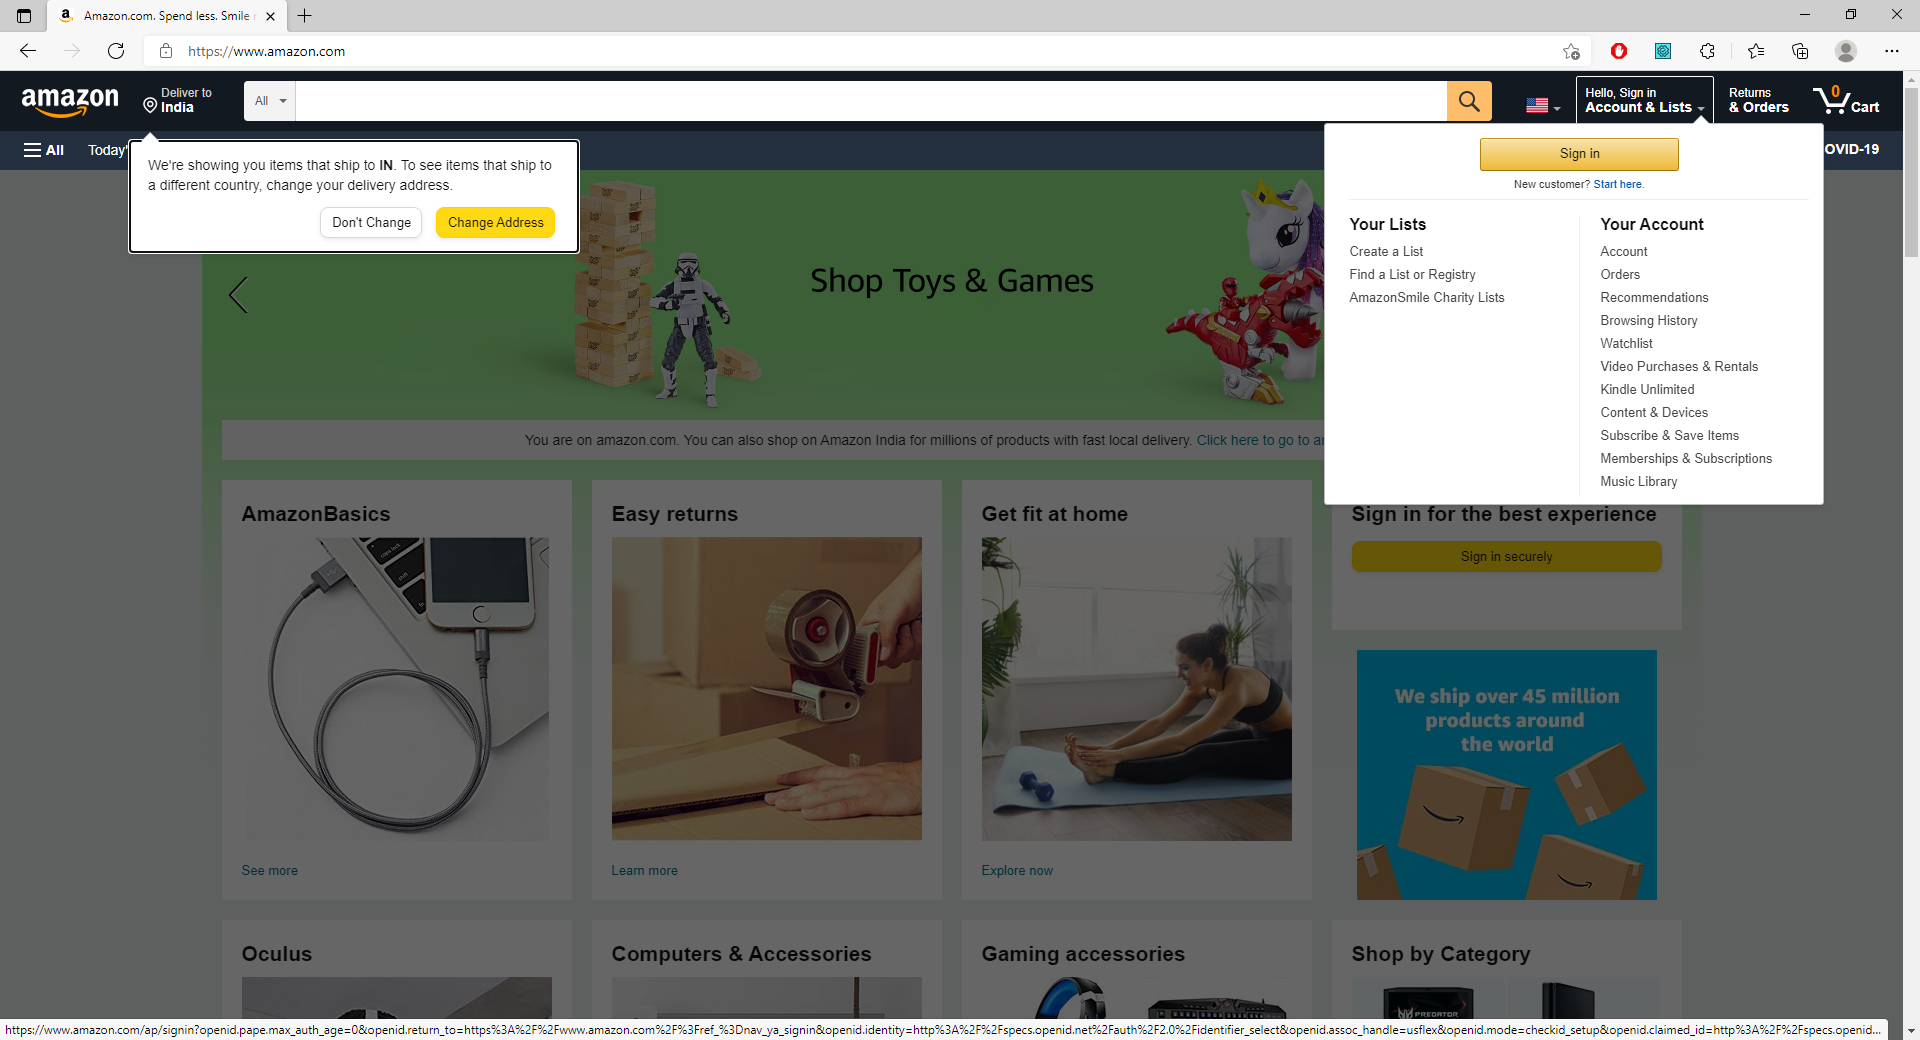 Amazon.com. Spend less. Smile
https://www.amazon.com
amazon
Deliver to
India
All
Hello, Sign in
Account & Lists
Returns
& Orders
0
Cart
All
Today'
OVID-19
We're showing you items that ship to IN. To see items that ship to
a different country, change your delivery address.
Don't Change
Change Address
Sign in
New customer? Start here.
Your Lists
Create a List
Find a List or Registry
AmazonSmile Charity Lists
Your Account
Account
Orders
Recommendations
Browsing History
Watchlist
Video Purchases & Rentals
Kindle Unlimited
Content & Devices
Subscribe & Save Items
Memberships & Subscriptions
Music Library
Shop Toys & Games
You are on amazon.com. You can also shop on Amazon India for millions of products with fast local delivery. Click here to go to
AmazonBasics
See more
Easy returns
Learn more
Get fit at home
Explore now
Sign in for the best experience
Sign in securely
We ship over 45 million
products around
the world
Oculus
Computers & Accessories
Gaming accessories
Shop by Category
PREDATOR
https://www.amazon.com/ap/signin?openid.pape.max_auth_age=0&openid.return_to=https%3A%2F%2Fwww.amazon.com%2F%3Fref_%3Dnav_ya_signin&openid.identity=http%3A%2F%2Fspecs.openid.net%2Fauth%2F2.0%2Fidentifier_select&openid.assoc_handle=usflex&openid.mode=checkid_setup&openid.claimed_id=http%3A%2F%2Fspecs.openid...